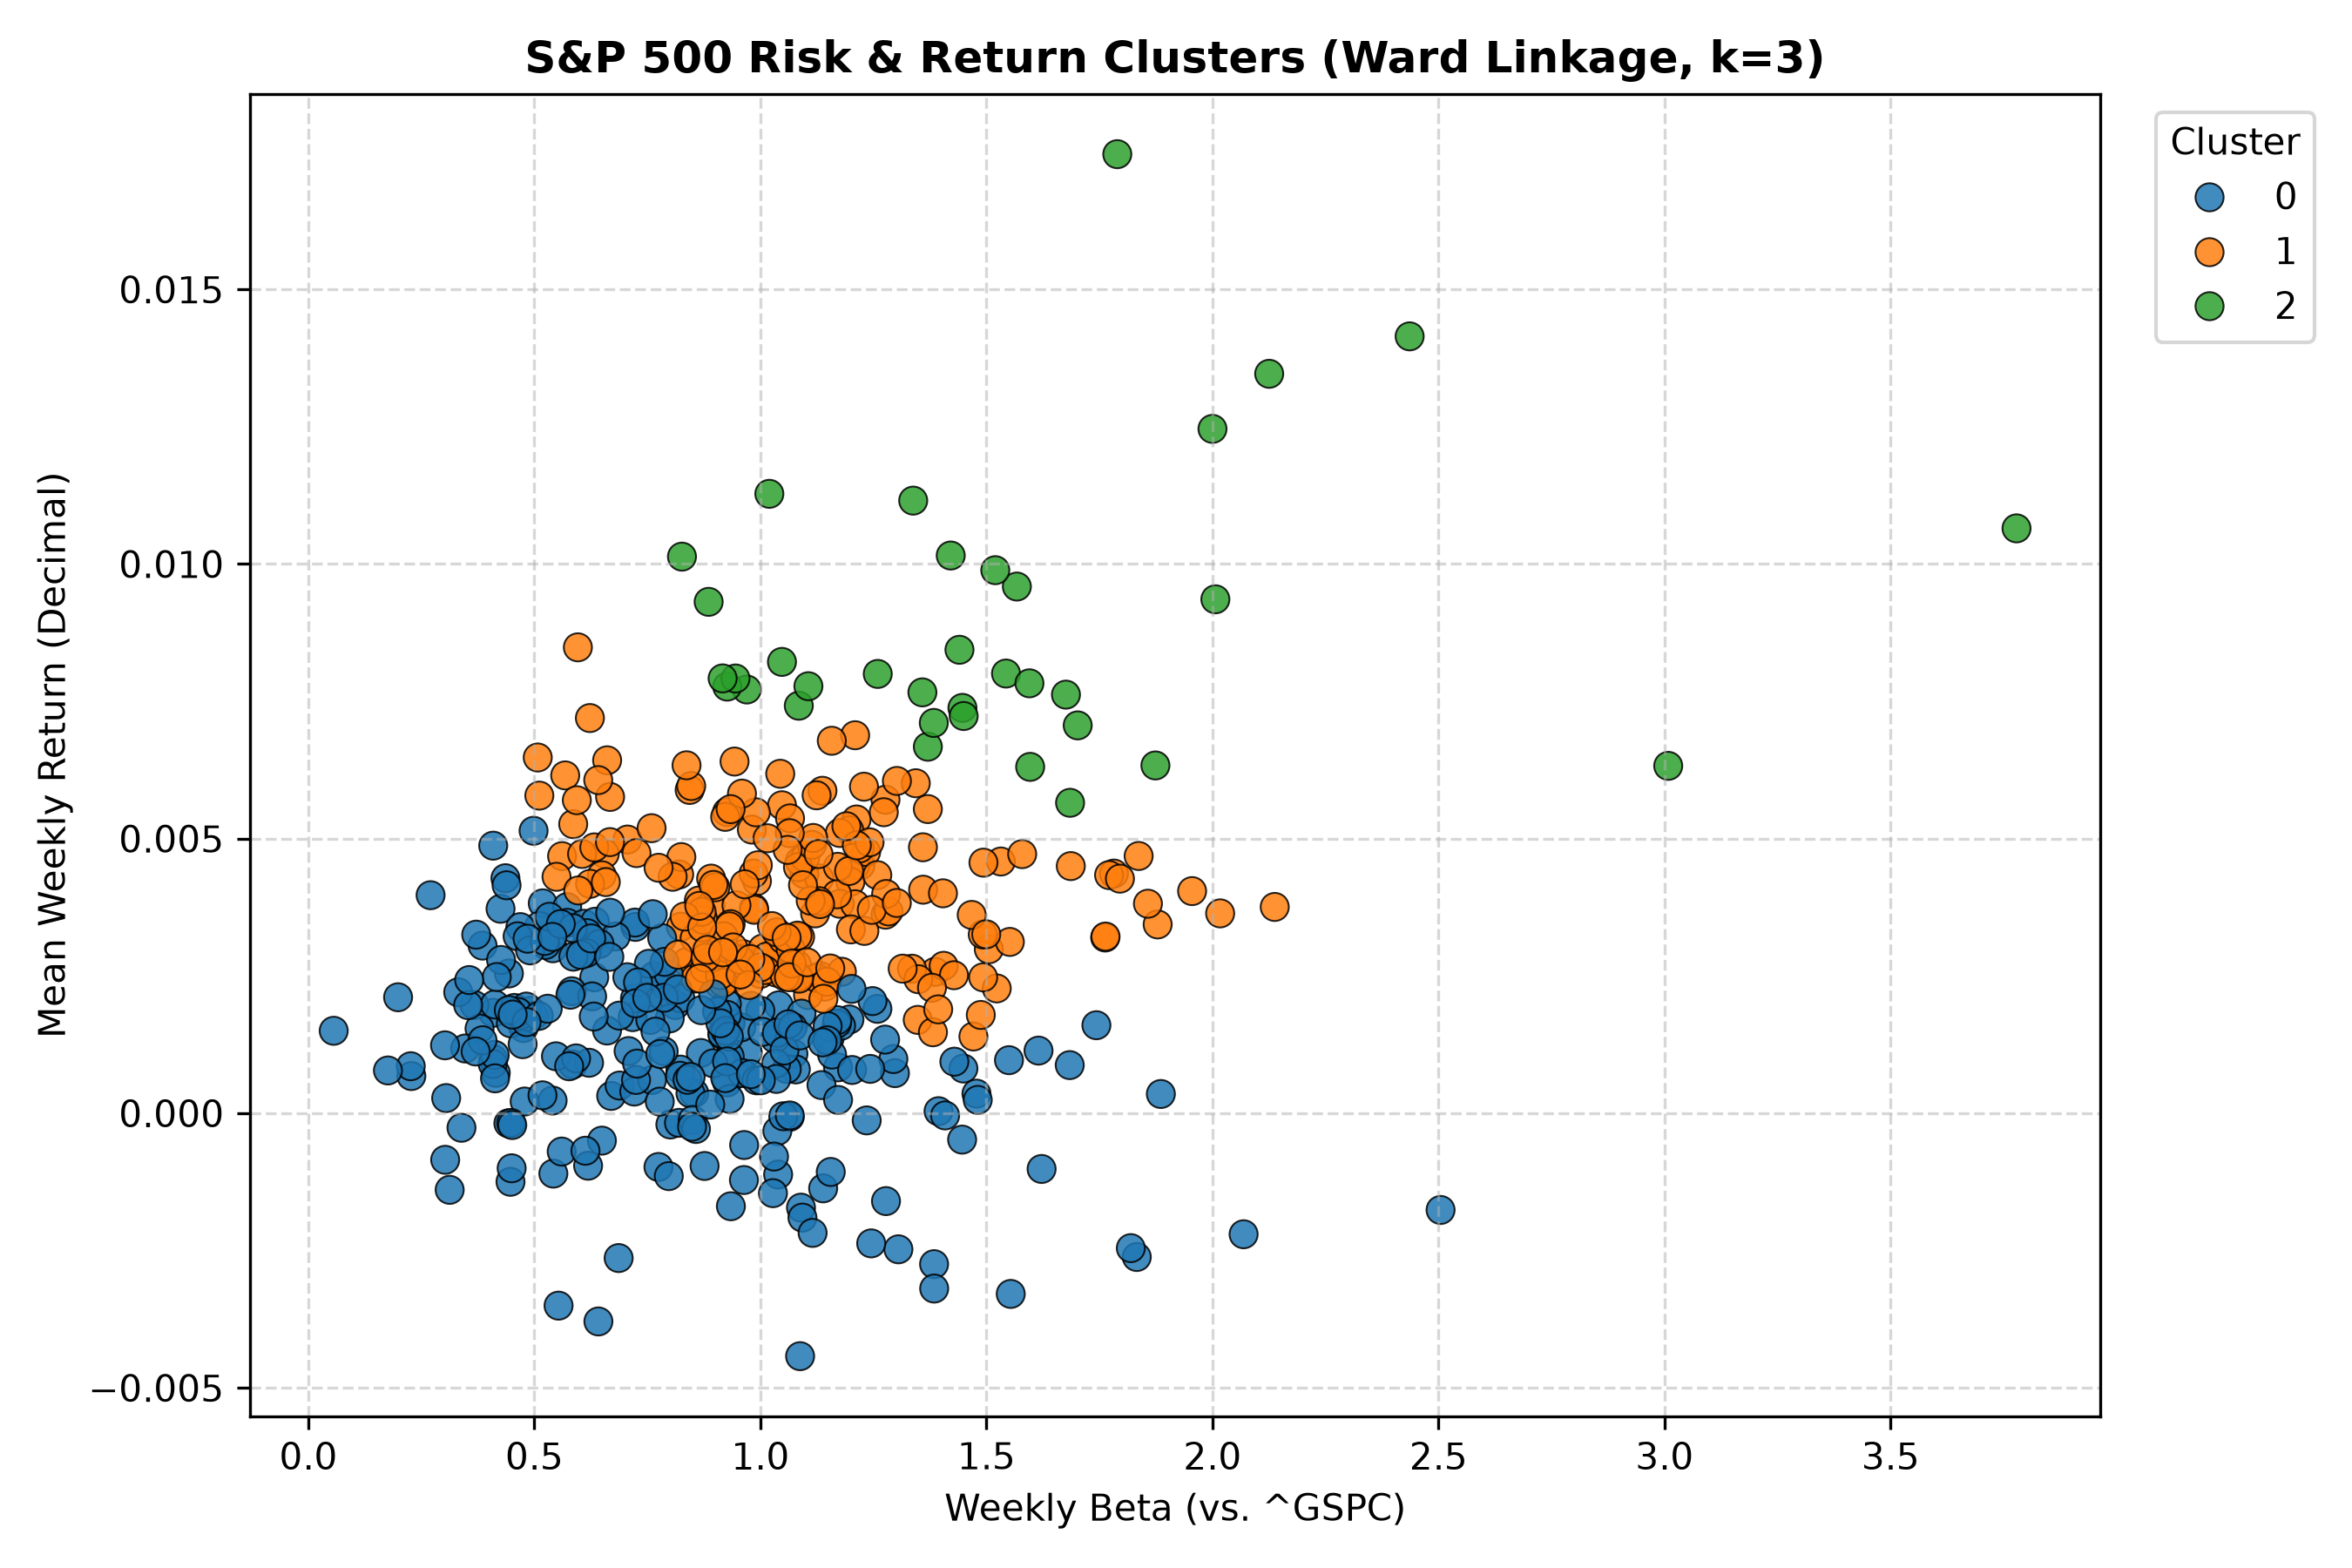 S&P 500 Risk & Return Clusters (Ward Linkage, k=3)
Cluster
0
1
2
Mean Weekly Return (Decimal)
0.015
0.010
0.005
0.000
−0.005
0.0 0.5 1.0 1.5 2.0 2.5 3.0 3.5
Weekly Beta (vs. ^GSPC)